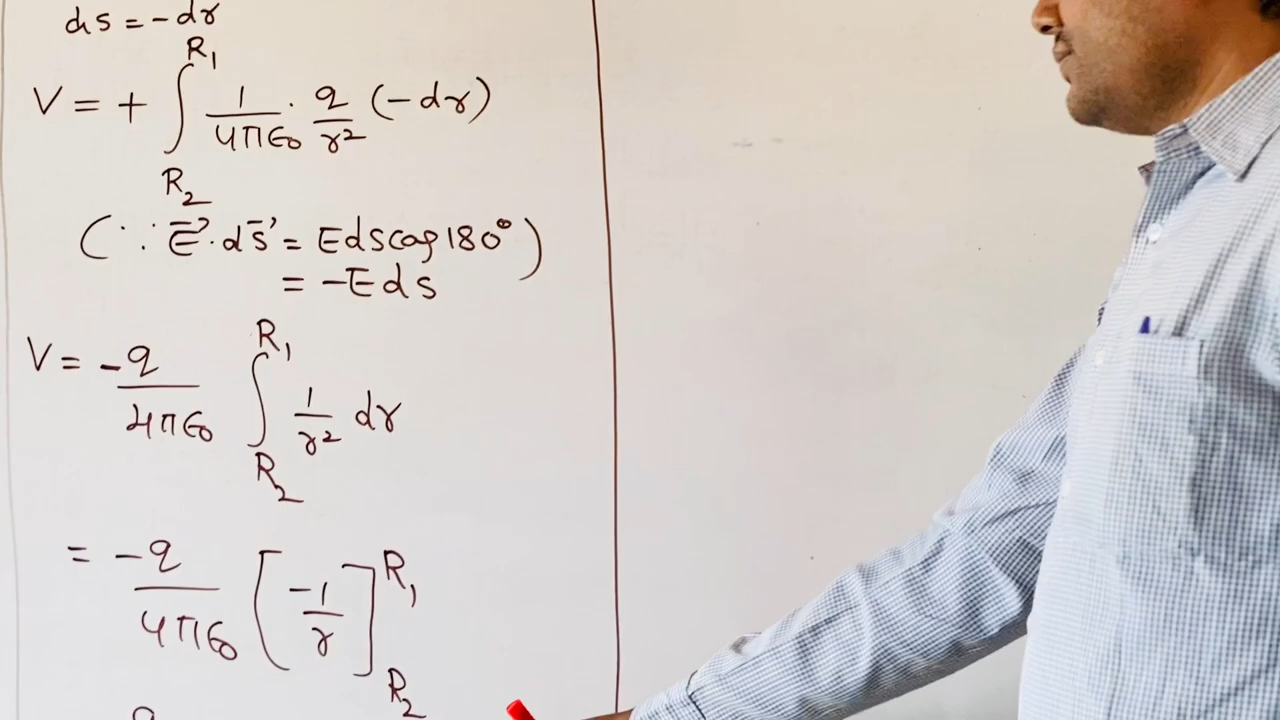 ds = -dr
V = + ∫_{R₂}^{R₁} 1/4πϵ₀ · q/r² (-dr)
(∵ E⃗ · ds⃗ = Eds cos 180°)
= -Eds
V = -q/4πϵ₀ ∫_{R₂}^{R₁} 1/r² dr
= -q/4πϵ₀ [-1/r]_{R₂}^{R₁}